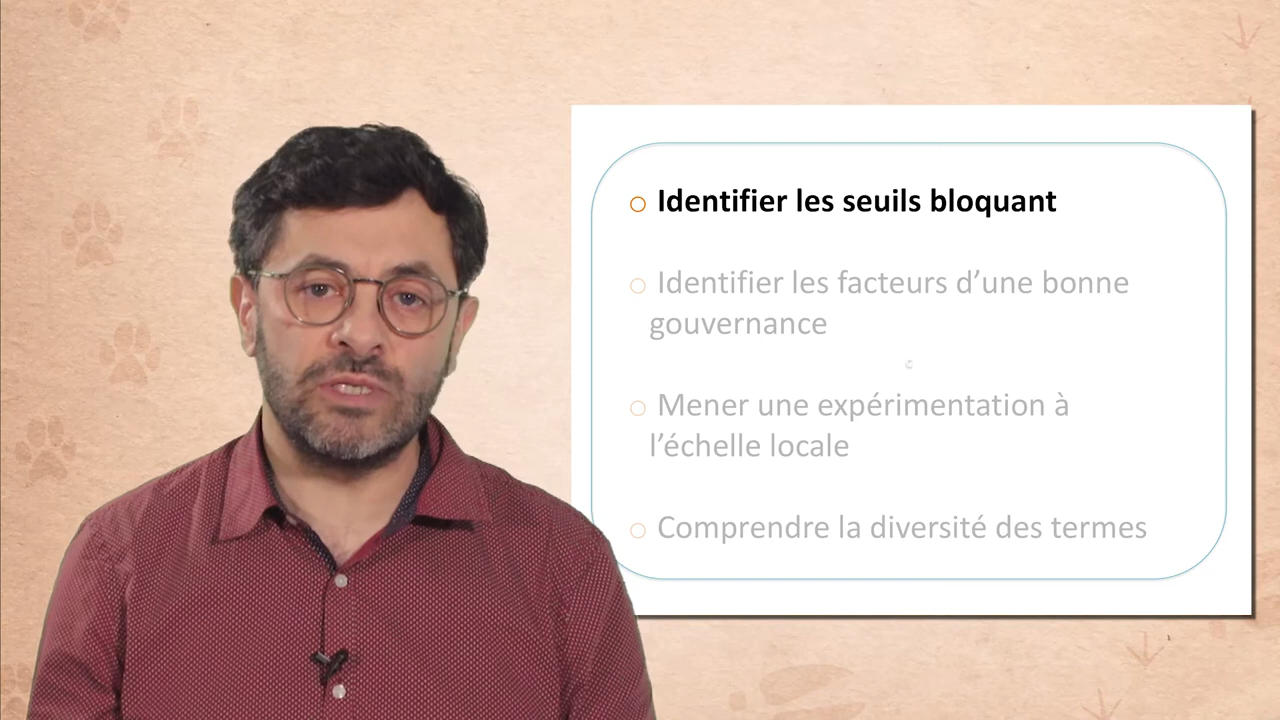 Identifier les seuils bloquant
Identifier les facteurs d’une bonne
gouvernance
Mener une expérimentation à
l’échelle locale
Comprendre la diversité des termes